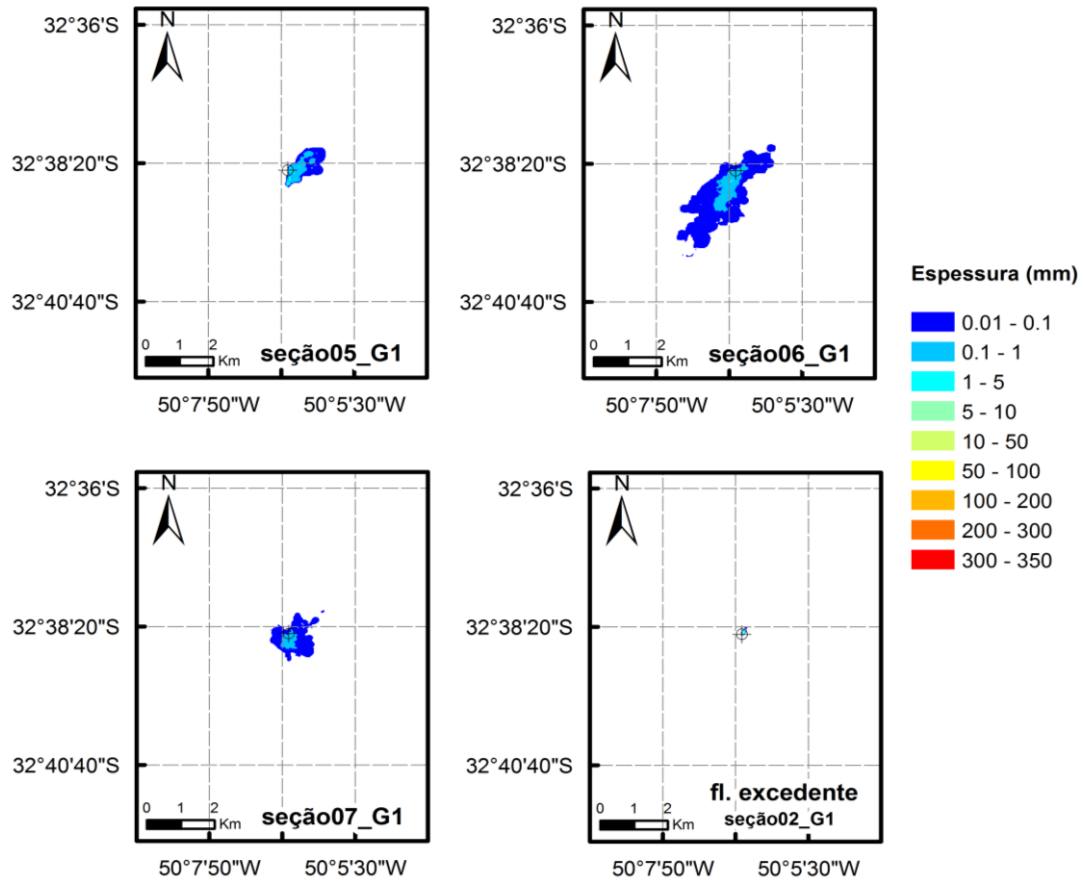 N
32°36'S
32°38'20"S
32°40'40"S
0 1 2
Km
seção05_G1
50°7'50"W 50°5'30"W
N
32°36'S
32°38'20"S
32°40'40"S
0 1 2
Km
seção06_G1
50°7'50"W 50°5'30"W
Espessura (mm)
0.01 - 0.1
0.1 - 1
1 - 5
5 - 10
10 - 50
50 - 100
100 - 200
200 - 300
300 - 350
N
32°36'S
32°38'20"S
32°40'40"S
0 1 2
Km
seção07_G1
50°7'50"W 50°5'30"W
N
32°36'S
32°38'20"S
32°40'40"S
fl. excedente
seção02_G1
0 1 2
Km
50°7'50"W 50°5'30"W